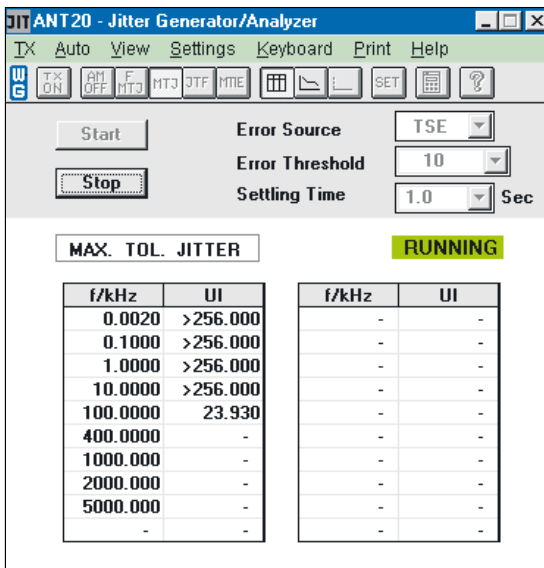 JIT ANT20 - Jitter Generator/Analyzer
TX Auto View Settings Keyboard Print Help
WG TX ON AM OFF F MTJ MTJ JTF MTIE SET ?
Start Error Source TSE
Error Threshold 10
Stop
Settling Time 1.0 Sec
MAX. TOL. JITTER RUNNING
f/kHz UI f/kHz UI
0.0020 >256.000 - -
0.1000 >256.000 - -
1.0000 >256.000 - -
10.0000 >256.000 - -
100.0000 23.930 - -
400.0000 - - -
1000.000 - - -
2000.000 - - -
5000.000 - - -
- - - -